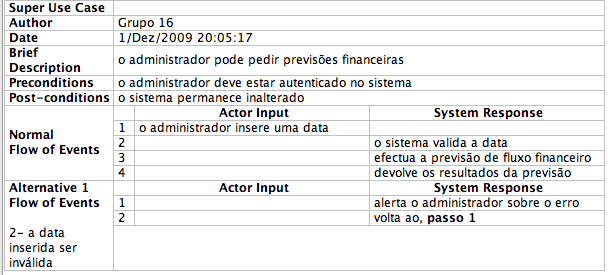 Super Use Case
Author Grupo 16
Date 1/Dez/2009 20:05:17
Brief
Description o administrador pode pedir previsões financeiras
Preconditions o administrador deve estar autenticado no sistema
Post-conditions o sistema permanece inalterado
Normal
Flow of Events
Actor Input System Response
1 o administrador insere uma data
2 o sistema valida a data
3 efectua a previsão de fluxo financeiro
4 devolve os resultados da previsão
Alternative 1
Flow of Events
2- a data
inserida ser
inválida
Actor Input System Response
1 alerta o administrador sobre o erro
2 volta ao, passo 1